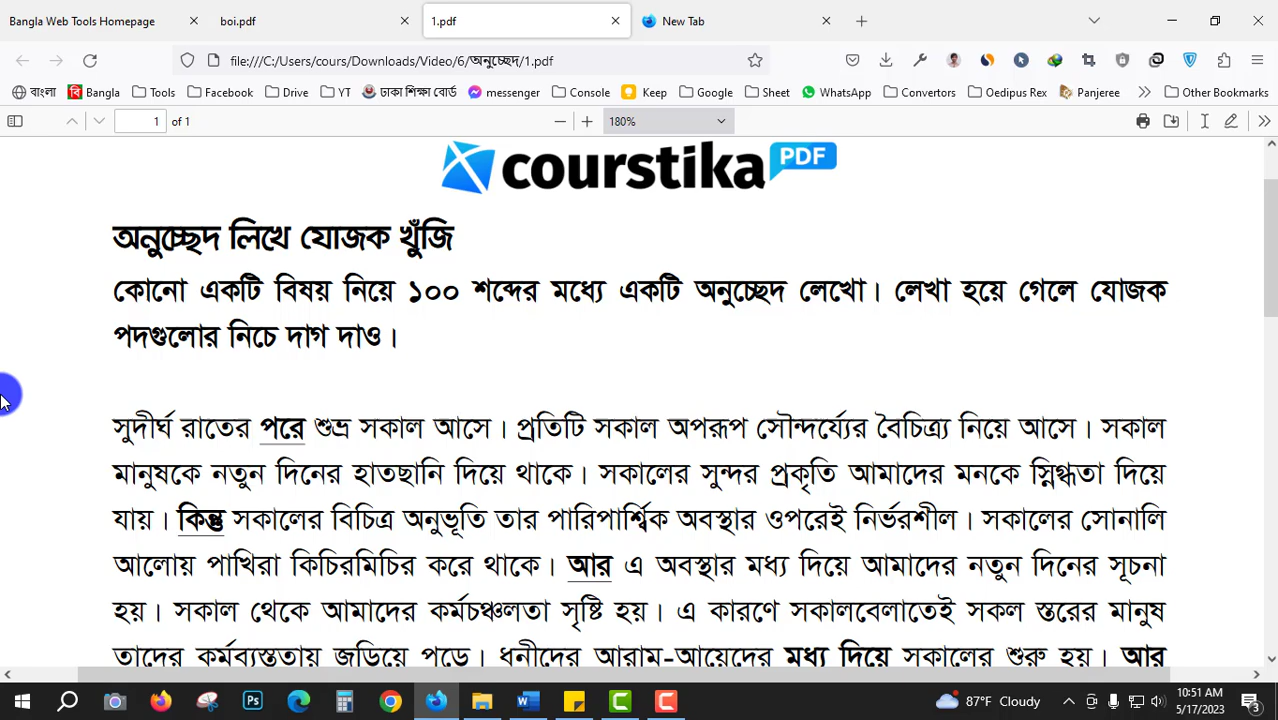 Bangla Web Tools Homepage
boi.pdf
1.pdf
New Tab
file:///C:/Users/cours/Downloads/Video/6/অনুচ্ছেদ/1.pdf
বাংলা
বি Bangla
Tools
Facebook
Drive
YT
ঢাকা শিক্ষা বোর্ড
messenger
Console
Keep
Google
Sheet
WhatsApp
Convertors
Oedipus Rex
Panjeree
Other Bookmarks
1 of 1
180%
courstika PDF
অনুচ্ছেদ লিখে যোজক খুঁজি
কোনো একটি বিষয় নিয়ে ১০০ শব্দের মধ্যে একটি অনুচ্ছেদ লেখো। লেখা হয়ে গেলে যোজক
পদগুলোর নিচে দাগ দাও।
সুদীর্ঘ রাতের পরে শুভ্র সকাল আসে। প্রতিটি সকাল অপরূপ সৌন্দর্য্যের বৈচিত্র্য নিয়ে আসে। সকাল
মানুষকে নতুন দিনের হাতছানি দিয়ে থাকে। সকালের সুন্দর প্রকৃতি আমাদের মনকে স্নিগ্ধতা দিয়ে
যায়। কিন্তু সকালের বিচিত্র অনুভূতি তার পারিপার্শ্বিক অবস্থার ওপরেই নির্ভরশীল। সকালের সোনালি
আলোয় পাখিরা কিচিরমিচির করে থাকে। আর এ অবস্থার মধ্য দিয়ে আমাদের নতুন দিনের সূচনা
হয়। সকাল থেকে আমাদের কর্মচঞ্চলতা সৃষ্টি হয়। এ কারণে সকালবেলাতেই সকল স্তরের মানুষ
তাদের কর্মব্যস্ততায় জড়িয়ে পড়ে। ধনীদের আরাম-আয়েদের মধ্য দিয়ে সকালের শুরু হয়। আর
Ps
87°F Cloudy
10:51 AM
5/17/2023
3